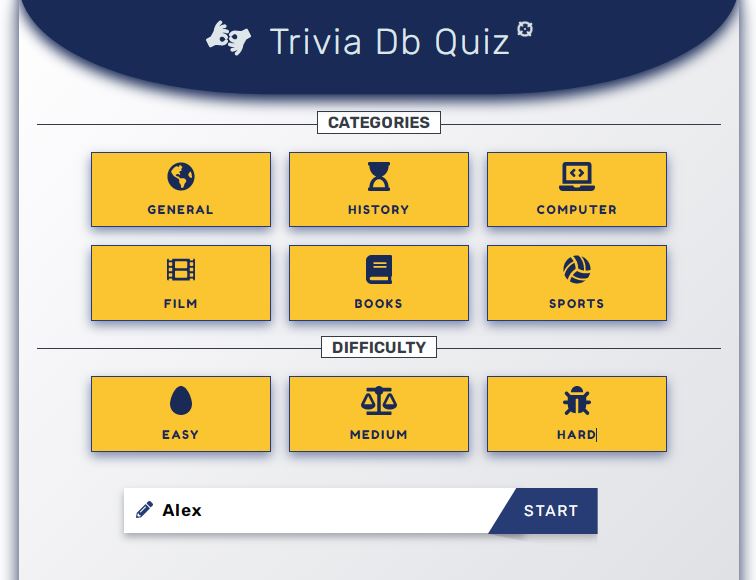 Trivia Db Quiz
CATEGORIES
GENERAL
HISTORY
COMPUTER
FILM
BOOKS
SPORTS
DIFFICULTY
EASY
MEDIUM
HARD
Alex
START